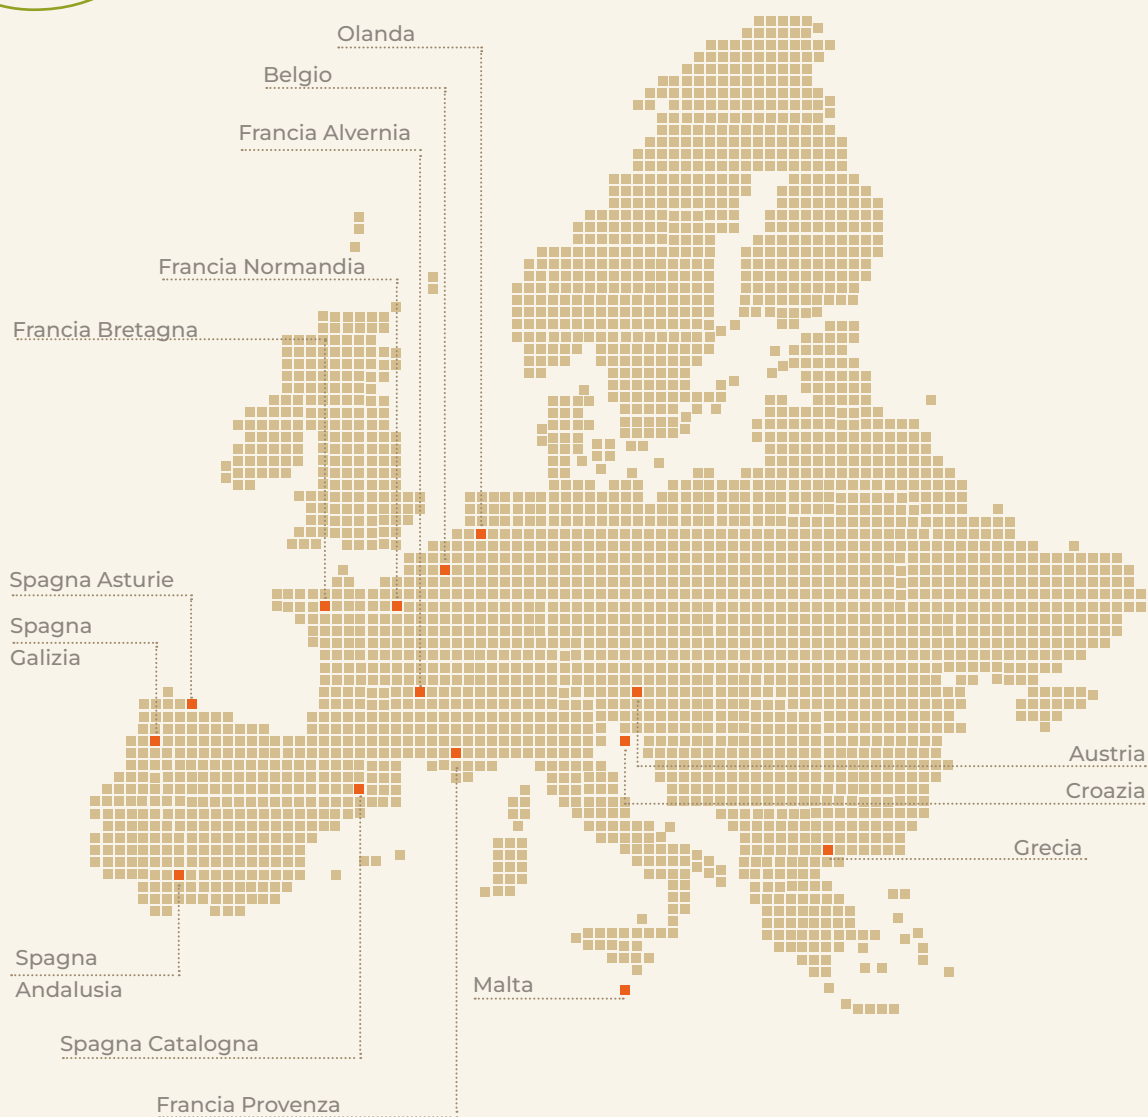 Olanda
Belgio
Francia Alvernia
Francia Normandia
Francia Bretagna
Spagna Asturie
Spagna
Galizia
Austria
Croazia
Grecia
Spagna
Andalusia
Malta
Spagna Catalogna
Francia Provenza